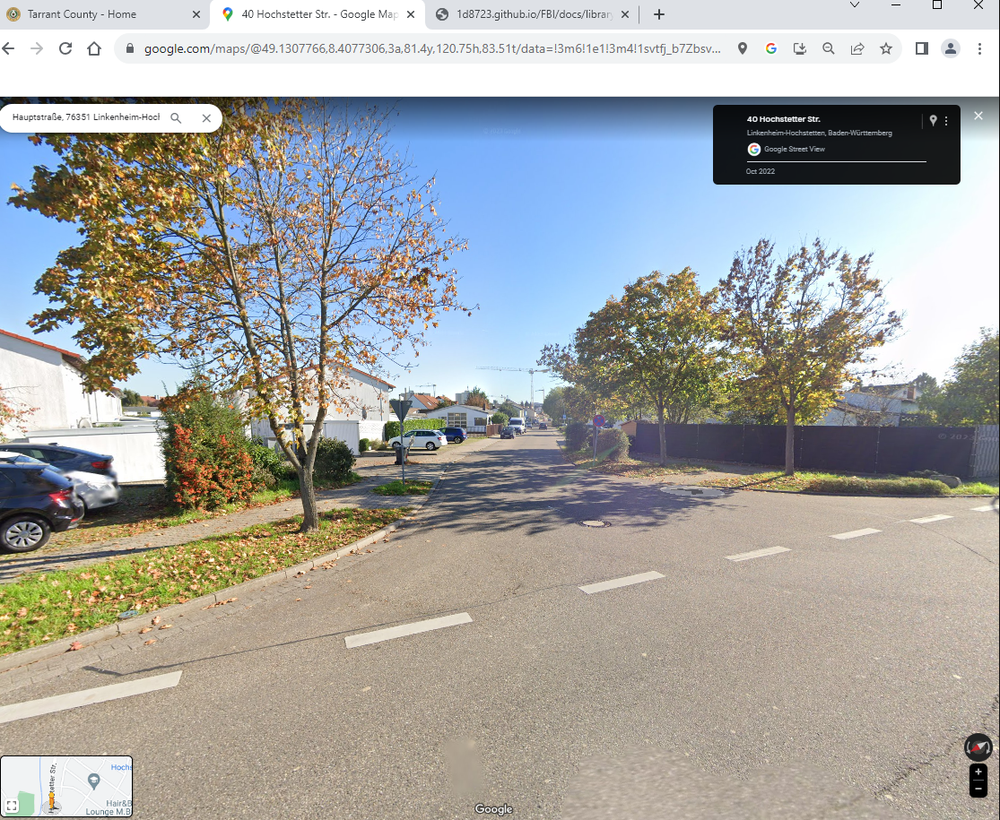 Tarrant County - Home
40 Hochstetter Str. - Google Map
1d8723.github.io/FBI/docs/library
google.com/maps/@49.1307766,8.4077306,3a,81.4y,120.75h,83.51t/data=!3m6!1e1!3m4!1svtfj_b7Zbsv...
Hauptstraße, 76351 Linkenheim-Hoch
40 Hochstetter Str.
Linkenheim-Hochstetten, Baden-Württemberg
Google Street View
Oct 2022
Hochs
tetter Str.
Hair&B
Lounge M.B
Google